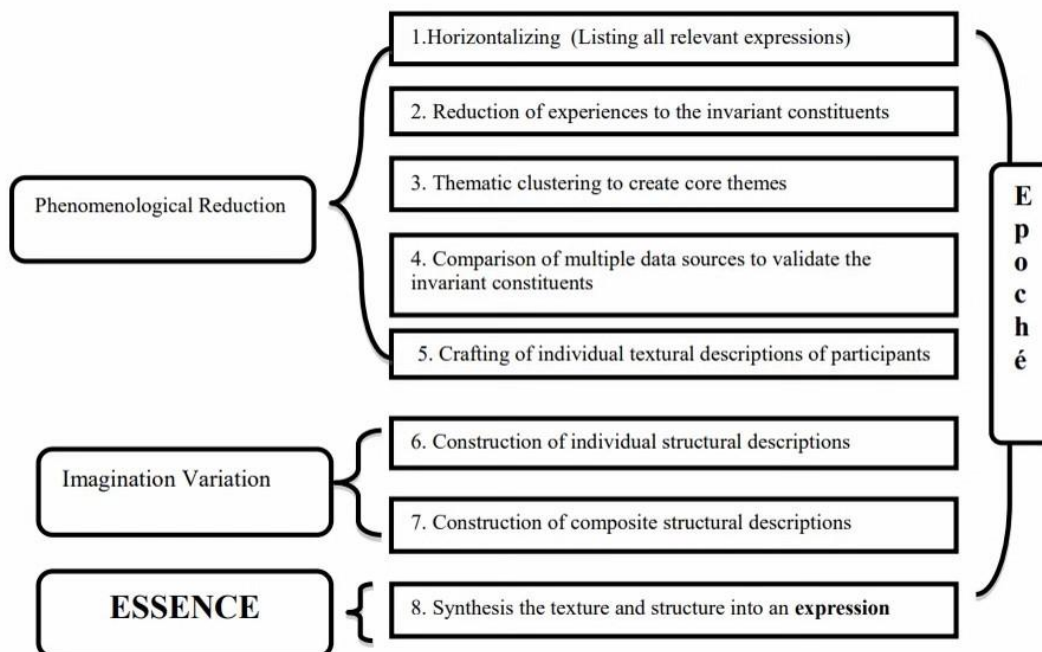 1.Horizontalizing (Listing all relevant expressions)
2. Reduction of experiences to the invariant constituents
3. Thematic clustering to create core themes
Phenomenological Reduction
4. Comparison of multiple data sources to validate the
invariant constituents
5. Crafting of individual textural descriptions of participants
Epoché
6. Construction of individual structural descriptions
Imagination Variation
7. Construction of composite structural descriptions
ESSENCE
8. Synthesis the texture and structure into an expression